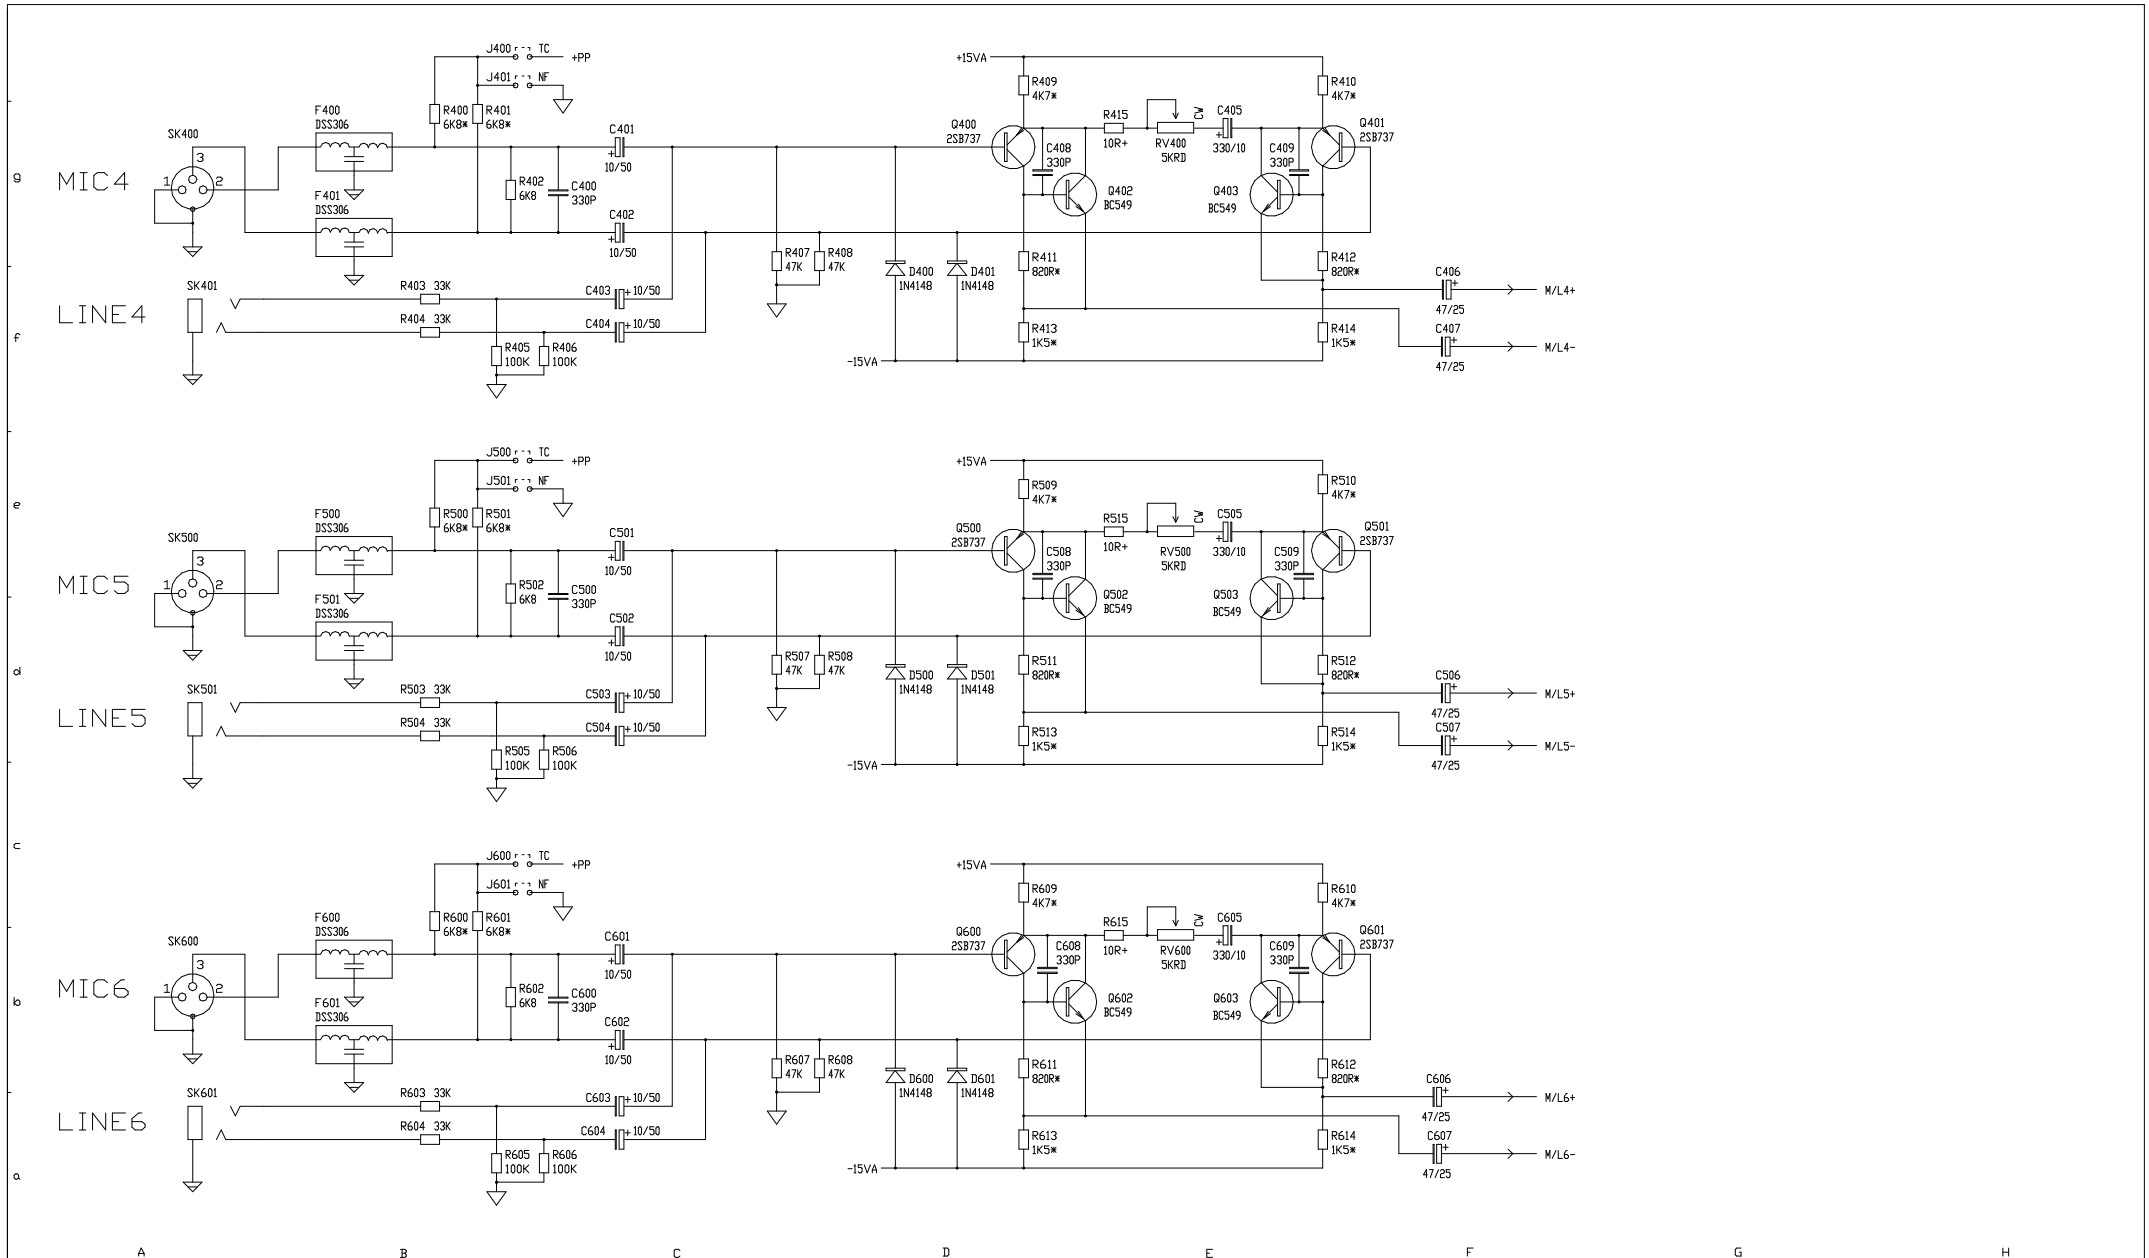 J400 TC
+PP
J401 NF
+15VA
R409
4K7*
R410
4K7*
F400
DSS306
R400
6K8*
R401
6K8*
SK400
3
1
2
MIC4
g
C401
+
10/50
Q400
2SB737
R415
10R+
CW
RV400
5KRD
C405
+
330/10
Q401
2SB737
C408
330P
C409
330P
R402
6K8
C400
330P
Q402
BC549
Q403
BC549
F401
DSS306
C402
+
10/50
R407
47K
R408
47K
D400
1N4148
D401
1N4148
R411
820R*
R412
820R*
SK401
LINE4
f
R403 33K
R404 33K
C403 + 10/50
C404 + 10/50
R405
100K
R406
100K
C406
+
47/25
M/L4+
R413
1K5*
R414
1K5*
C407
+
47/25
M/L4-
-15VA
J500 TC
+PP
J501 NF
+15VA
R509
4K7*
R510
4K7*
e
F500
DSS306
R500
6K8*
R501
6K8*
SK500
3
1
2
MIC5
C501
+
10/50
Q500
2SB737
R515
10R+
CW
RV500
5KRD
C505
+
330/10
Q501
2SB737
C508
330P
C509
330P
R502
6K8
C500
330P
Q502
BC549
Q503
BC549
F501
DSS306
C502
+
10/50
d
R507
47K
R508
47K
D500
1N4148
D501
1N4148
R511
820R*
R512
820R*
SK501
LINE5
R503 33K
R504 33K
C503 + 10/50
C504 + 10/50
R505
100K
R506
100K
C506
+
47/25
M/L5+
R513
1K5*
R514
1K5*
C507
+
47/25
M/L5-
-15VA
c
J600 TC
+PP
J601 NF
+15VA
R609
4K7*
R610
4K7*
F600
DSS306
R600
6K8*
R601
6K8*
SK600
3
1
2
MIC6
b
C601
+
10/50
Q600
2SB737
R615
10R+
CW
RV600
5KRD
C605
+
330/10
Q601
2SB737
C608
330P
C609
330P
R602
6K8
C600
330P
Q602
BC549
Q603
BC549
F601
DSS306
C602
+
10/50
R607
47K
R608
47K
D600
1N4148
D601
1N4148
R611
820R*
R612
820R*
SK601
LINE6
R603 33K
R604 33K
C603 + 10/50
C604 + 10/50
R605
100K
R606
100K
C606
+
47/25
M/L6+
R613
1K5*
R614
1K5*
C607
+
47/25
M/L6-
-15VA
a
A B C D E F G H